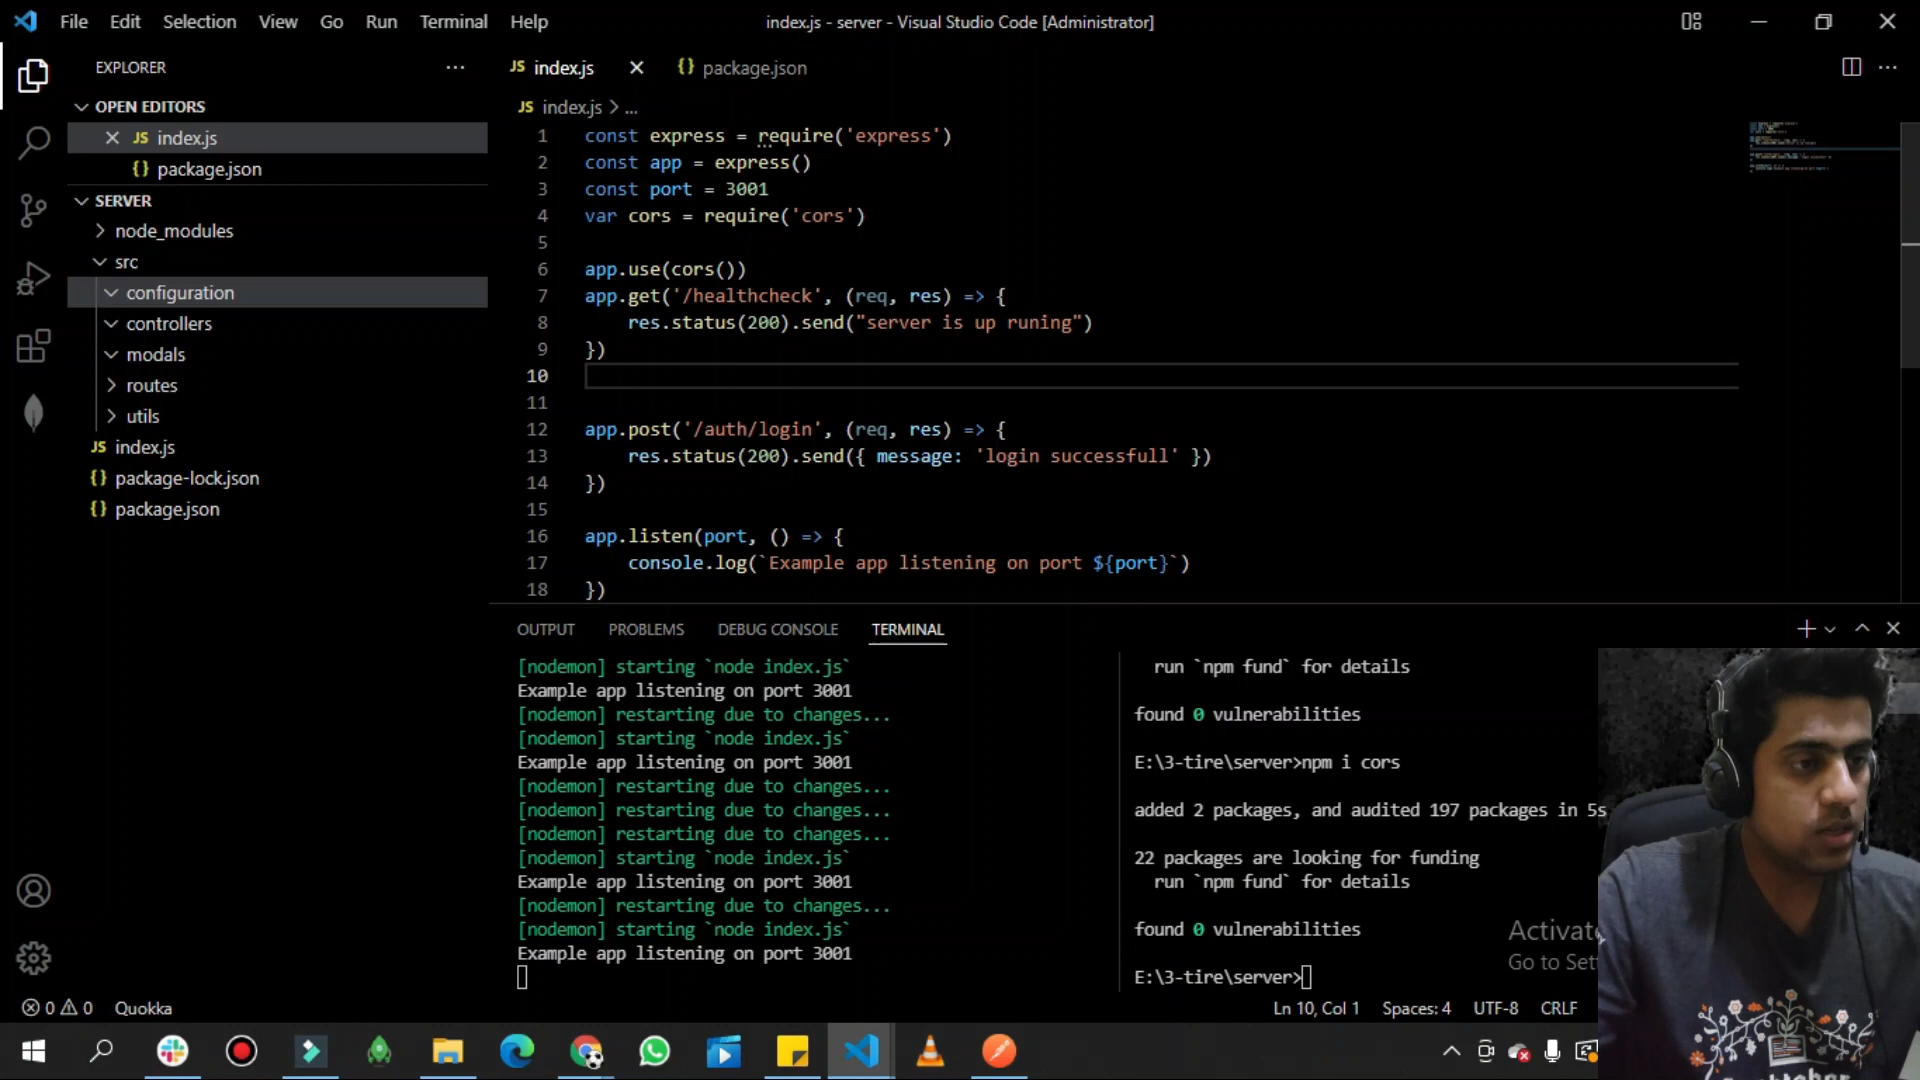 File Edit Selection View Go Run Terminal Help
index.js - server - Visual Studio Code [Administrator]
EXPLORER
OPEN EDITORS
JS index.js
{} package.json
SERVER
node_modules
src
configuration
controllers
modals
routes
utils
JS index.js
{} package-lock.json
{} package.json
JS index.js
{} package.json
JS index.js > ...
1 const express = require('express')
2 const app = express()
3 const port = 3001
4 var cors = require('cors')
5
6 app.use(cors())
7 app.get('/healthcheck', (req, res) => {
8 res.status(200).send("server is up runing")
9 })
10
11
12 app.post('/auth/login', (req, res) => {
13 res.status(200).send({ message: 'login successfull' })
14 })
15
16 app.listen(port, () => {
17 console.log(`Example app listening on port ${port}`)
18 })
OUTPUT PROBLEMS DEBUG CONSOLE TERMINAL
[nodemon] starting `node index.js`
Example app listening on port 3001
[nodemon] restarting due to changes...
[nodemon] starting `node index.js`
Example app listening on port 3001
[nodemon] restarting due to changes...
[nodemon] restarting due to changes...
[nodemon] restarting due to changes...
[nodemon] starting `node index.js`
Example app listening on port 3001
[nodemon] restarting due to changes...
[nodemon] starting `node index.js`
Example app listening on port 3001
run `npm fund` for details
found 0 vulnerabilities
E:\3-tire\server>npm i cors
added 2 packages, and audited 197 packages in 5s
22 packages are looking for funding
run `npm fund` for details
found 0 vulnerabilities
E:\3-tire\server>
Go to
0 0 Quokka
Ln 10, Col 1 Spaces: 4 UTF-8 CRLF